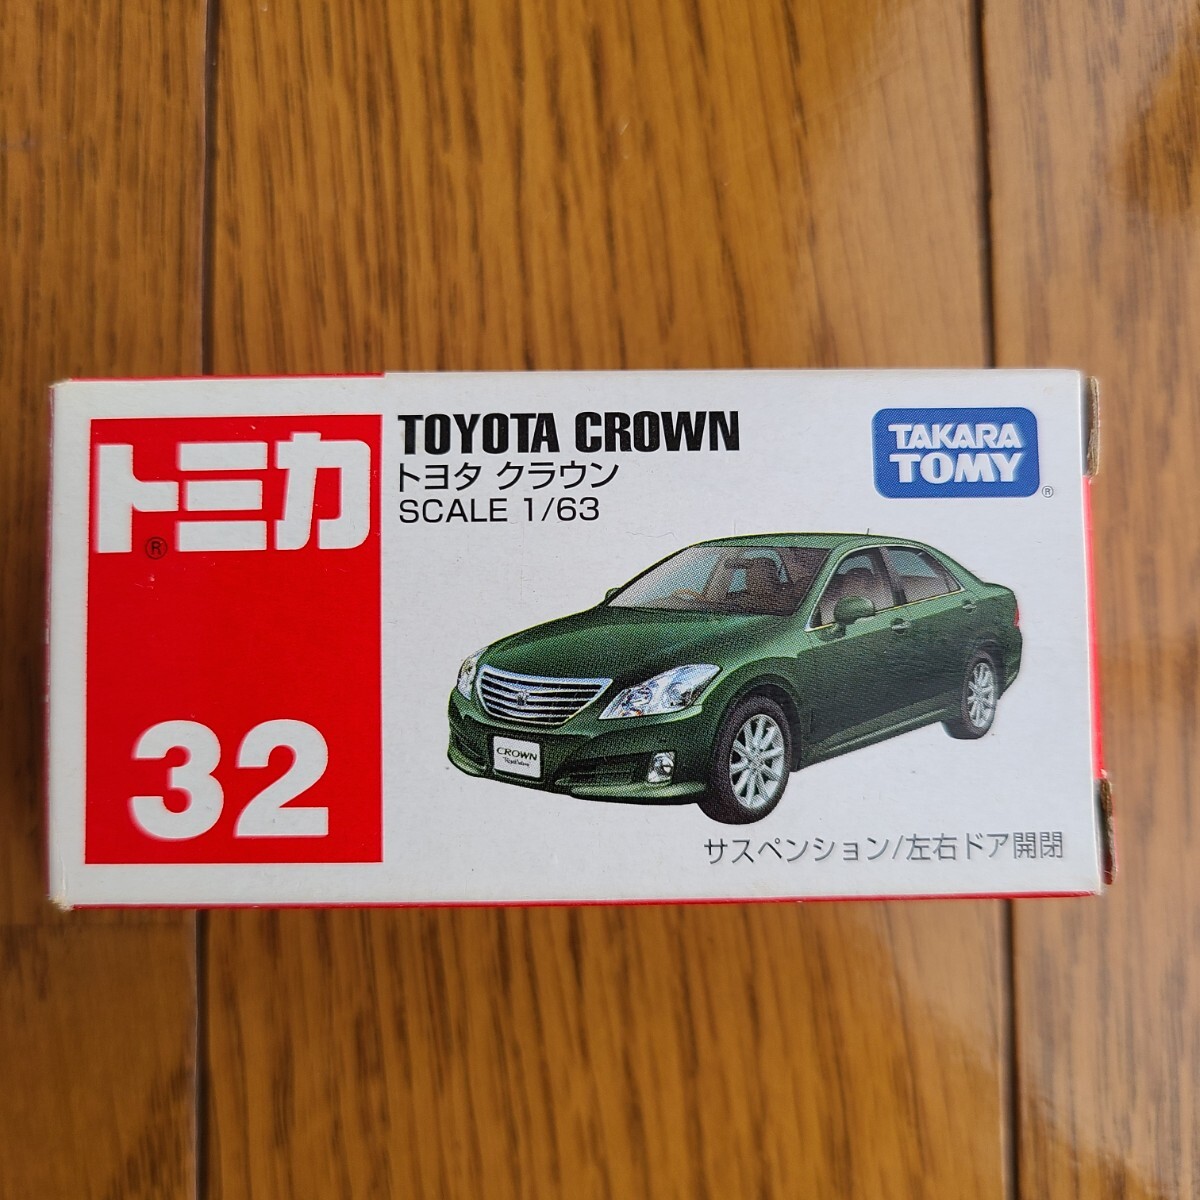 トミカ
®
32
TOYOTA CROWN
トヨタ クラウン
SCALE 1/63
TAKARA
TOMY
®
CROWN
サスペンション/左右ドア開閉